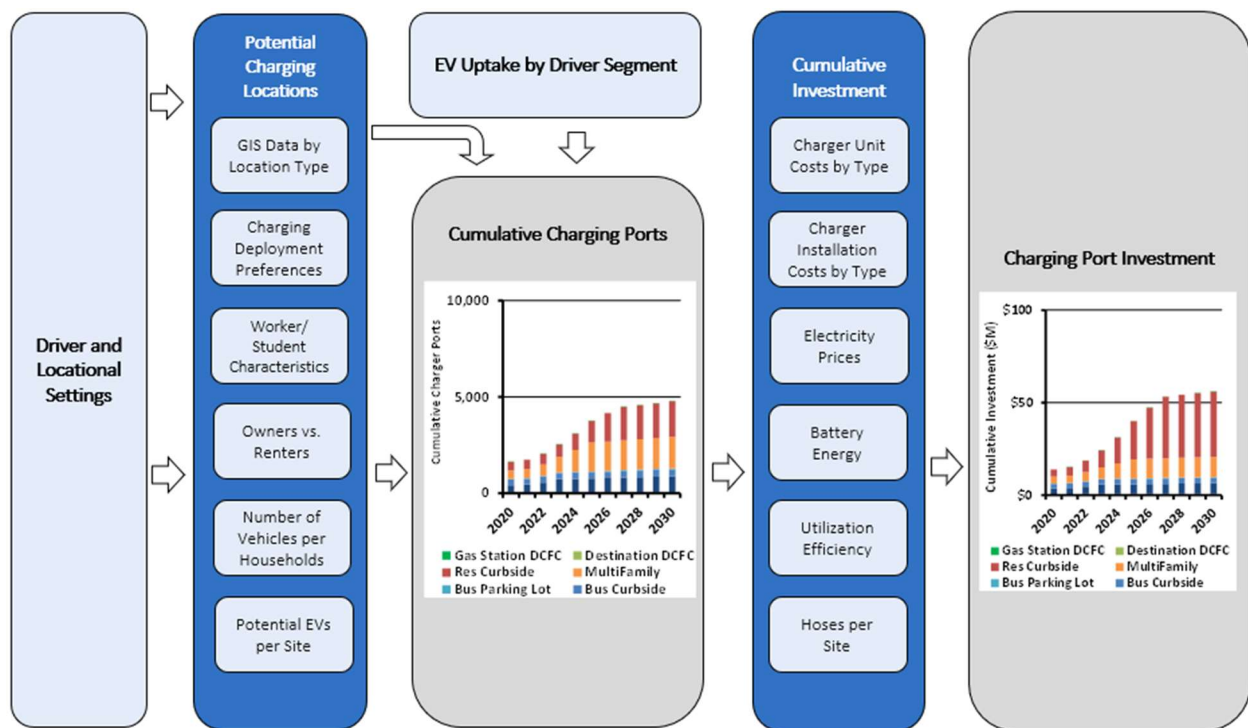 Driver and
Locational
Settings
Potential
Charging
Locations
GIS Data by
Location Type
Charging
Deployment
Preferences
Worker/
Student
Characteristics
Owners vs.
Renters
Number of
Vehicles per
Households
Potential EVs
per Site
EV Uptake by Driver Segment
Cumulative Charging Ports
Cumulative Charger Ports
10,000
5,000
0
2020
2022
2024
2026
2028
2030
Gas Station DCFC
Destination DCFC
Res Curbside
MultiFamily
Bus Parking Lot
Bus Curbside
Cumulative
Investment
Charger Unit
Costs by Type
Charger
Installation
Costs by Type
Electricity
Prices
Battery
Energy
Utilization
Efficiency
Hoses per
Site
Charging Port Investment
Cumulative Investment ($M)
$100
$50
$0
2020
2022
2024
2026
2028
2030
Gas Station DCFC
Destination DCFC
Res Curbside
MultiFamily
Bus Parking Lot
Bus Curbside